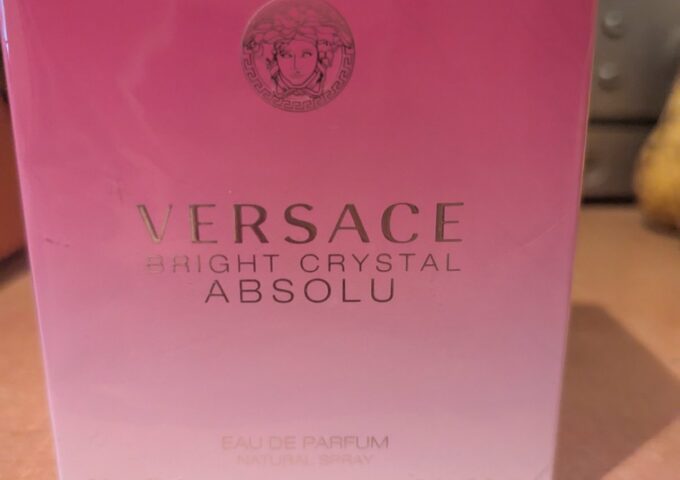 VERSACE
BRIGHT CRYSTAL
ABSOLU
EAU DE PARFUM
NATURAL SPRAY